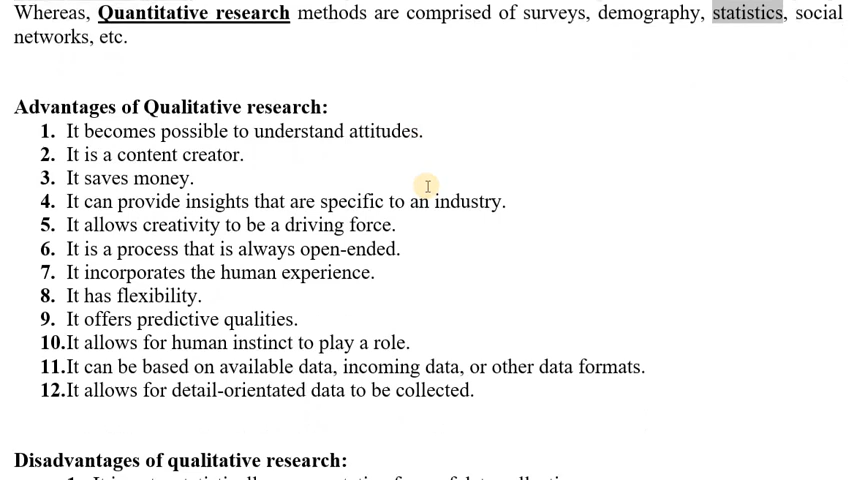 Whereas, Quantitative research methods are comprised of surveys, demography, statistics, social
networks, etc.
Advantages of Qualitative research:
1. It becomes possible to understand attitudes.
2. It is a content creator.
3. It saves money.
4. It can provide insights that are specific to an industry.
5. It allows creativity to be a driving force.
6. It is a process that is always open-ended.
7. It incorporates the human experience.
8. It has flexibility.
9. It offers predictive qualities.
10.It allows for human instinct to play a role.
11.It can be based on available data, incoming data, or other data formats.
12.It allows for detail-orientated data to be collected.
Disadvantages of qualitative research: